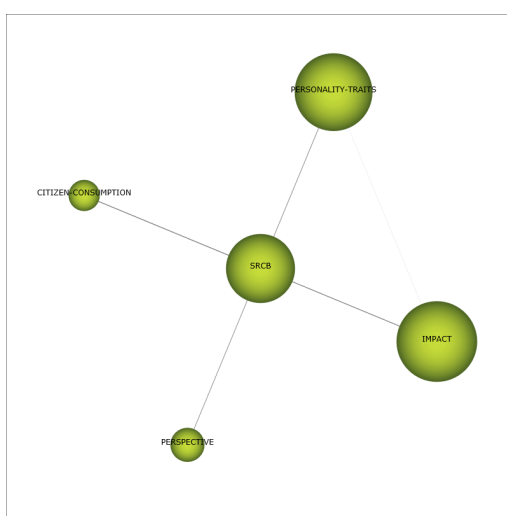 PERSONALITY-TRAITS
CITIZEN-CONSUMPTION
SRCB
IMPACT
PERSPECTIVE